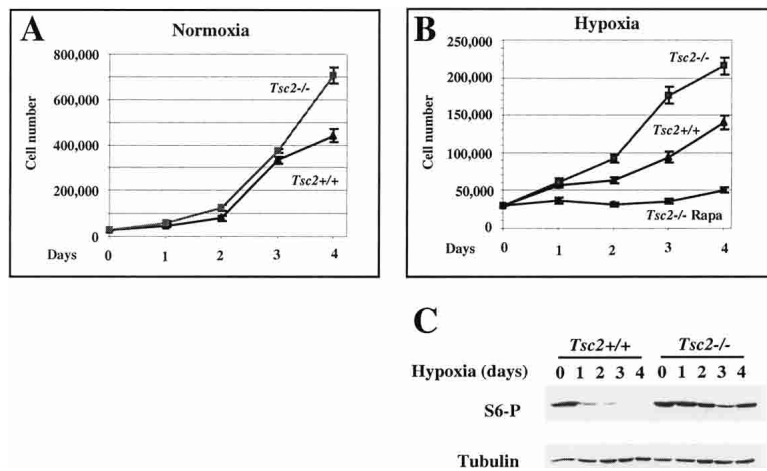 A
Normoxia
800,000
600,000
400,000
200,000
0
Cell number
Tsc2-/-
Tsc2+/+
Days 0 1 2 3 4
B
Hypoxia
250,000
200,000
150,000
100,000
50,000
0
Cell number
Tsc2-/-
Tsc2+/+
Tsc2-/- Rapa
Days 0 1 2 3 4
C
Tsc2+/+ Tsc2-/-
Hypoxia (days) 0 1 2 3 4 0 1 2 3 4
S6-P
Tubulin